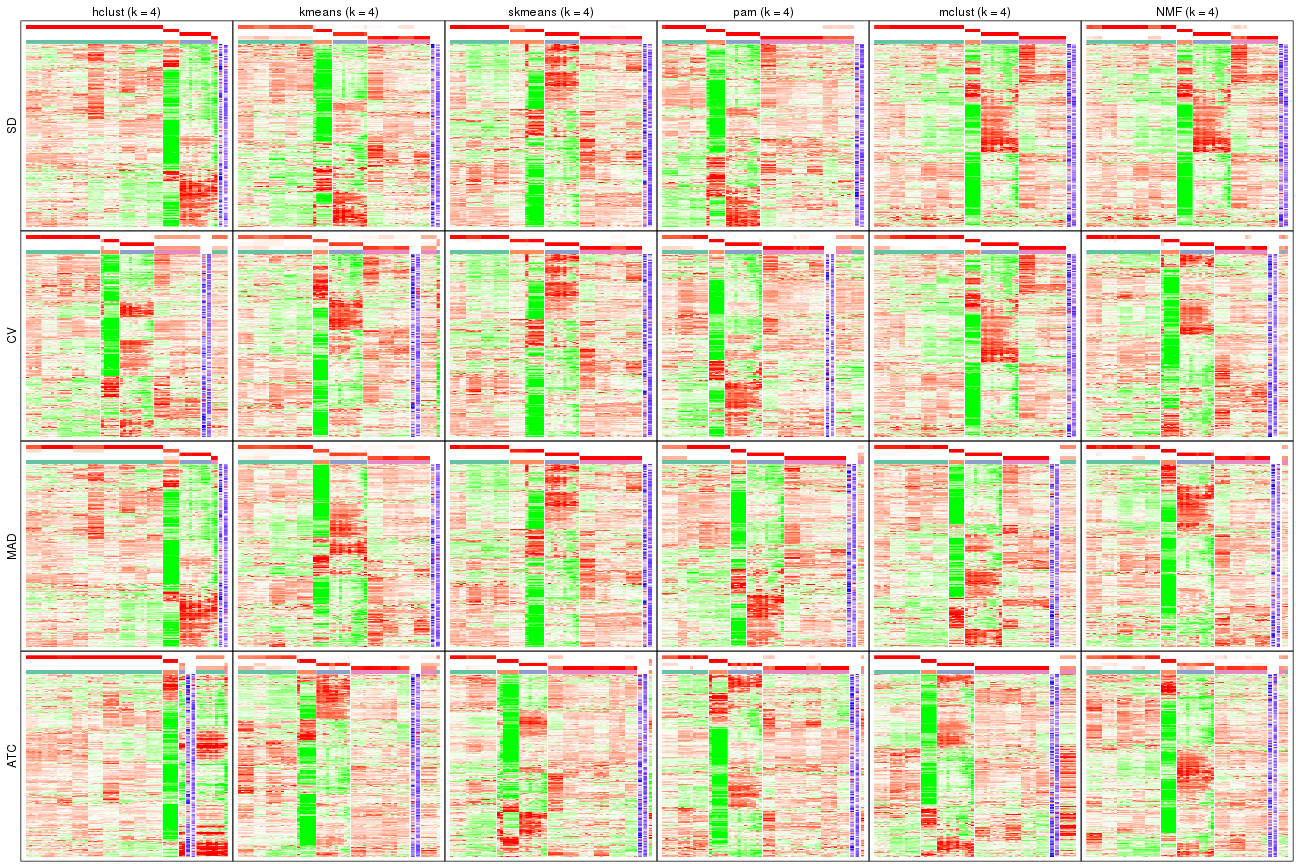 hclust (k = 4) kmeans (k = 4) skmeans (k = 4) pam (k = 4) mclust (k = 4) NMF (k = 4)
SD
CV
MAD
ATC